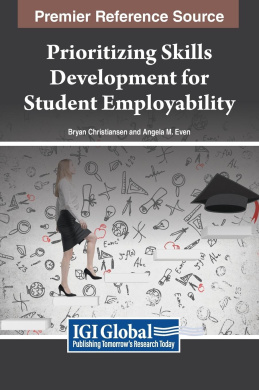 Premier Reference Source
Prioritizing Skills
Development for
Student Employability
Bryan Christiansen and Angela M. Even
IGI Global
Publishing Tomorrow's Research Today